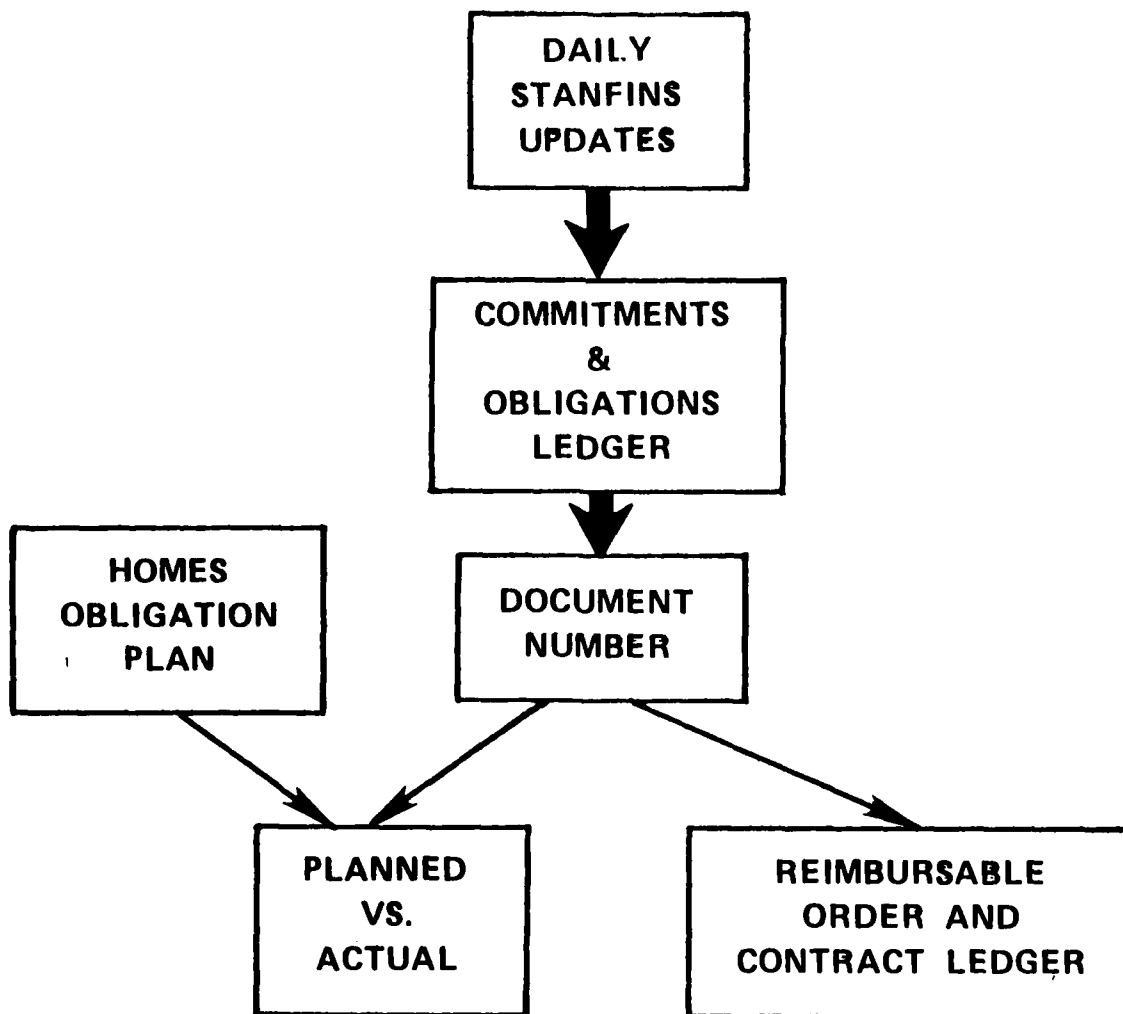 DAILY
STANFINS
UPDATES
COMMITMENTS
&
OBLIGATIONS
LEDGER
HOMES
OBLIGATION
PLAN
DOCUMENT
NUMBER
PLANNED
VS.
ACTUAL
REIMBURSABLE
ORDER AND
CONTRACT LEDGER